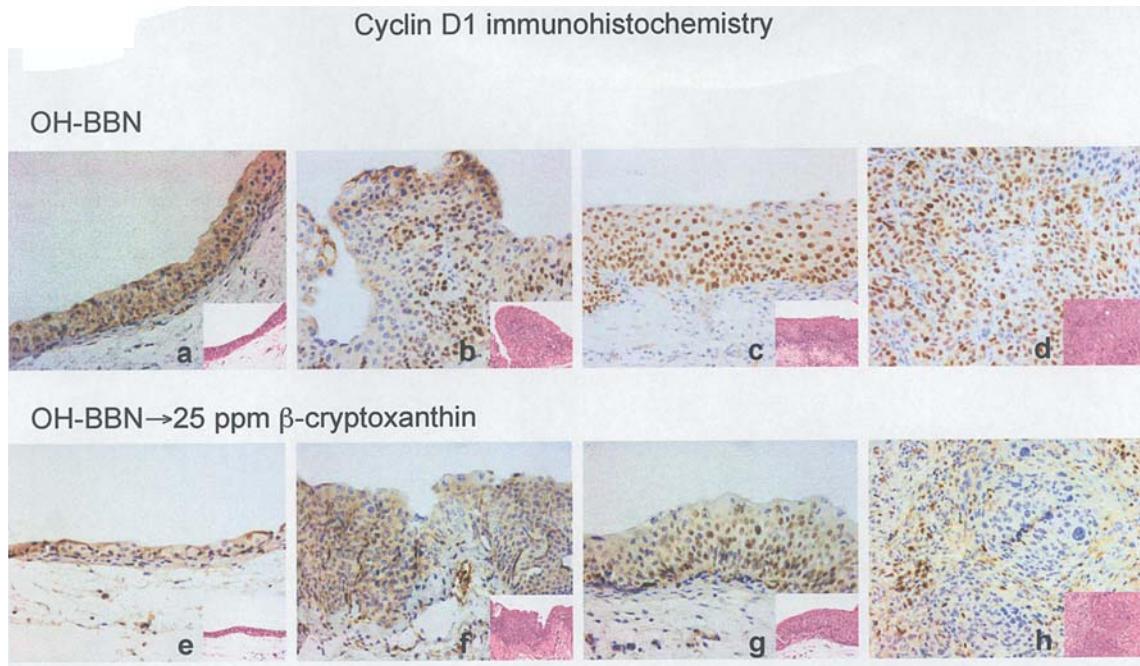 Cyclin D1 immunohistochemistry
OH-BBN
a b c d
OH-BBN→25 ppm β-cryptoxanthin
e f g h